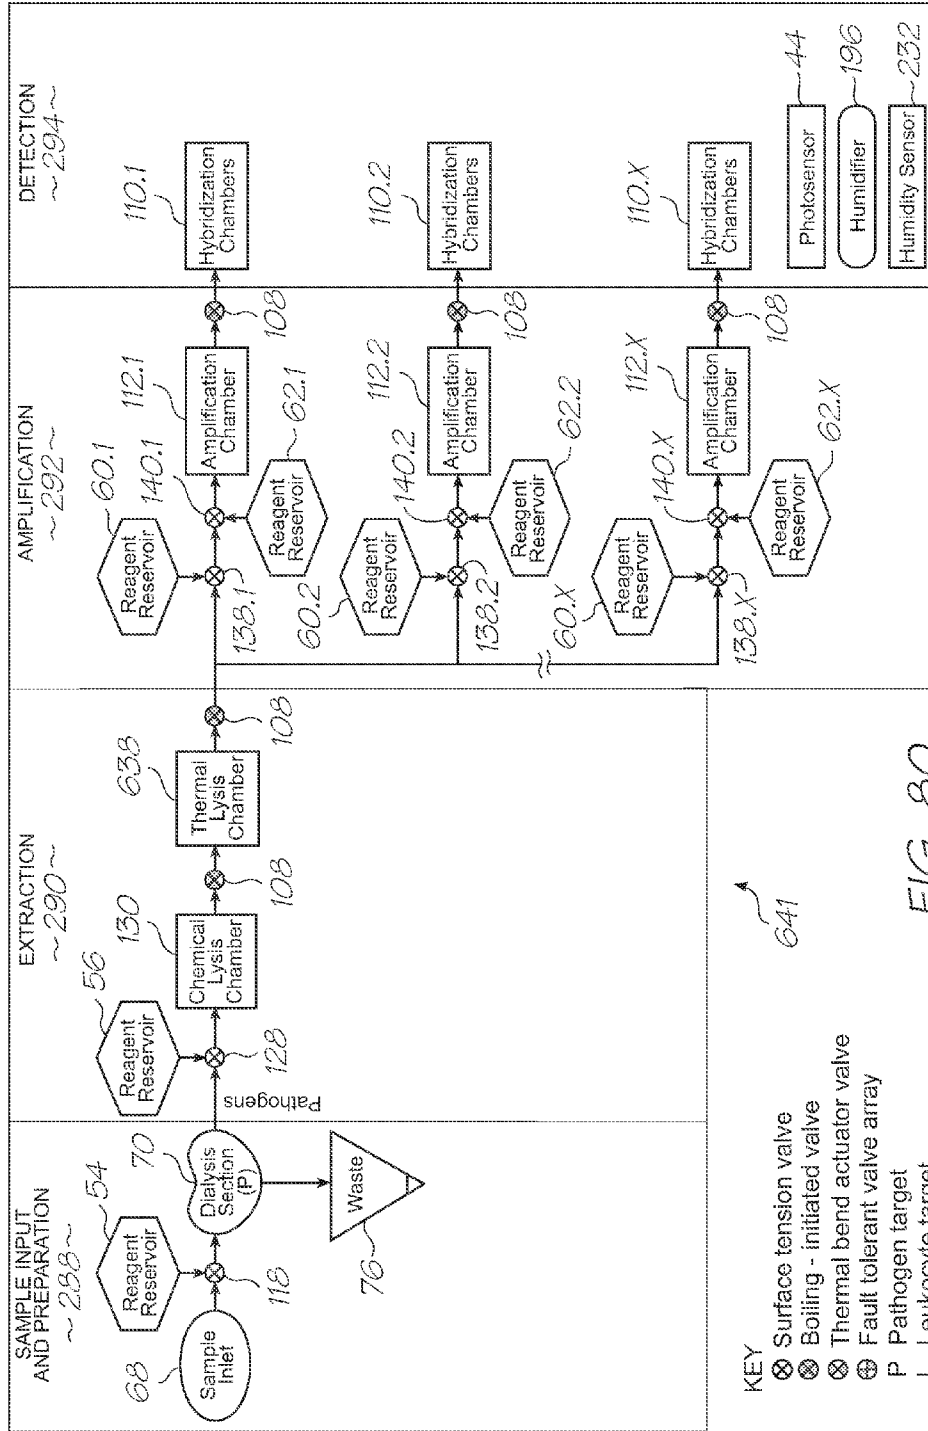 SAMPLE INPUT
AND PREPARATION
~288~
EXTRACTION
~290~
AMPLIFICATION
~292~
DETECTION
~294~
68
Sample
Inlet
54
Reagent
Reservoir
118
70
Dialysis
Section
(P)
76
Waste
Pathogens
56
Reagent
Reservoir
128
130
Chemical
Lysis
Chamber
108
638
Thermal
Lysis
Chamber
108
60.1
Reagent
Reservoir
138.1
140.1
Reagent
Reservoir
62.1
112.1
Amplification
Chamber
108
110.1
Hybridization
Chambers
60.2
Reagent
Reservoir
138.2
140.2
Reagent
Reservoir
62.2
112.2
Amplification
Chamber
108
110.2
Hybridization
Chambers
60.X
Reagent
Reservoir
138.X
140.X
Reagent
Reservoir
62.X
112.X
Amplification
Chamber
108
110.X
Hybridization
Chambers
Photosensor
44
Humidifier
196
Humidity Sensor
232
641
KEY
Surface tension valve
Boiling - initiated valve
Thermal bend actuator valve
Fault tolerant valve array
P Pathogen target
L Leukocyte target
FIG. 80